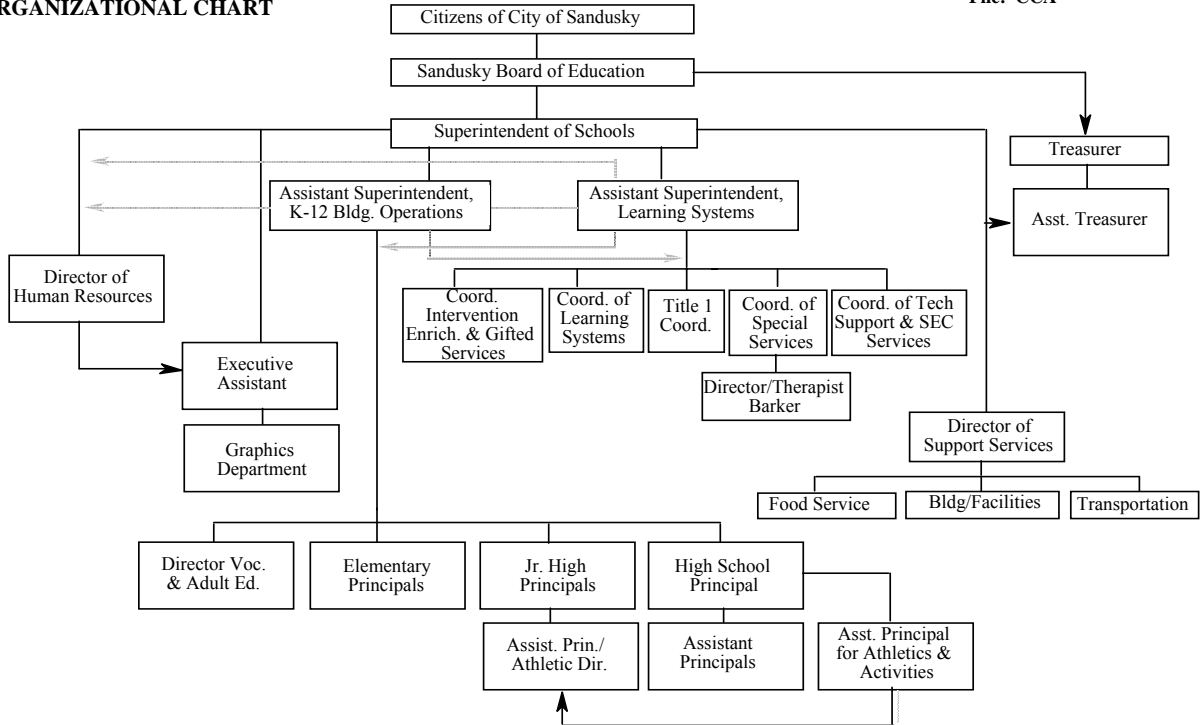 RGANIZATIONAL CHART
File: CCA
Citizens of City of Sandusky
Sandusky Board of Education
Superintendent of Schools
Treasurer
Asst. Treasurer
Assistant Superintendent,
K-12 Bldg. Operations
Assistant Superintendent,
Learning Systems
Director of
Human Resources
Coord.
Intervention
Enrich. & Gifted
Services
Coord. of
Learning
Systems
Title 1
Coord.
Coord. of
Special
Services
Coord. of Tech
Support & SEC
Services
Executive
Assistant
Director/Therapist
Barker
Graphics
Department
Director of
Support Services
Food Service
Bldg/Facilities
Transportation
Director Voc.
& Adult Ed.
Elementary
Principals
Jr. High
Principals
High School
Principal
Assist. Prin./
Athletic Dir.
Assistant
Principals
Asst. Principal
for Athletics &
Activities